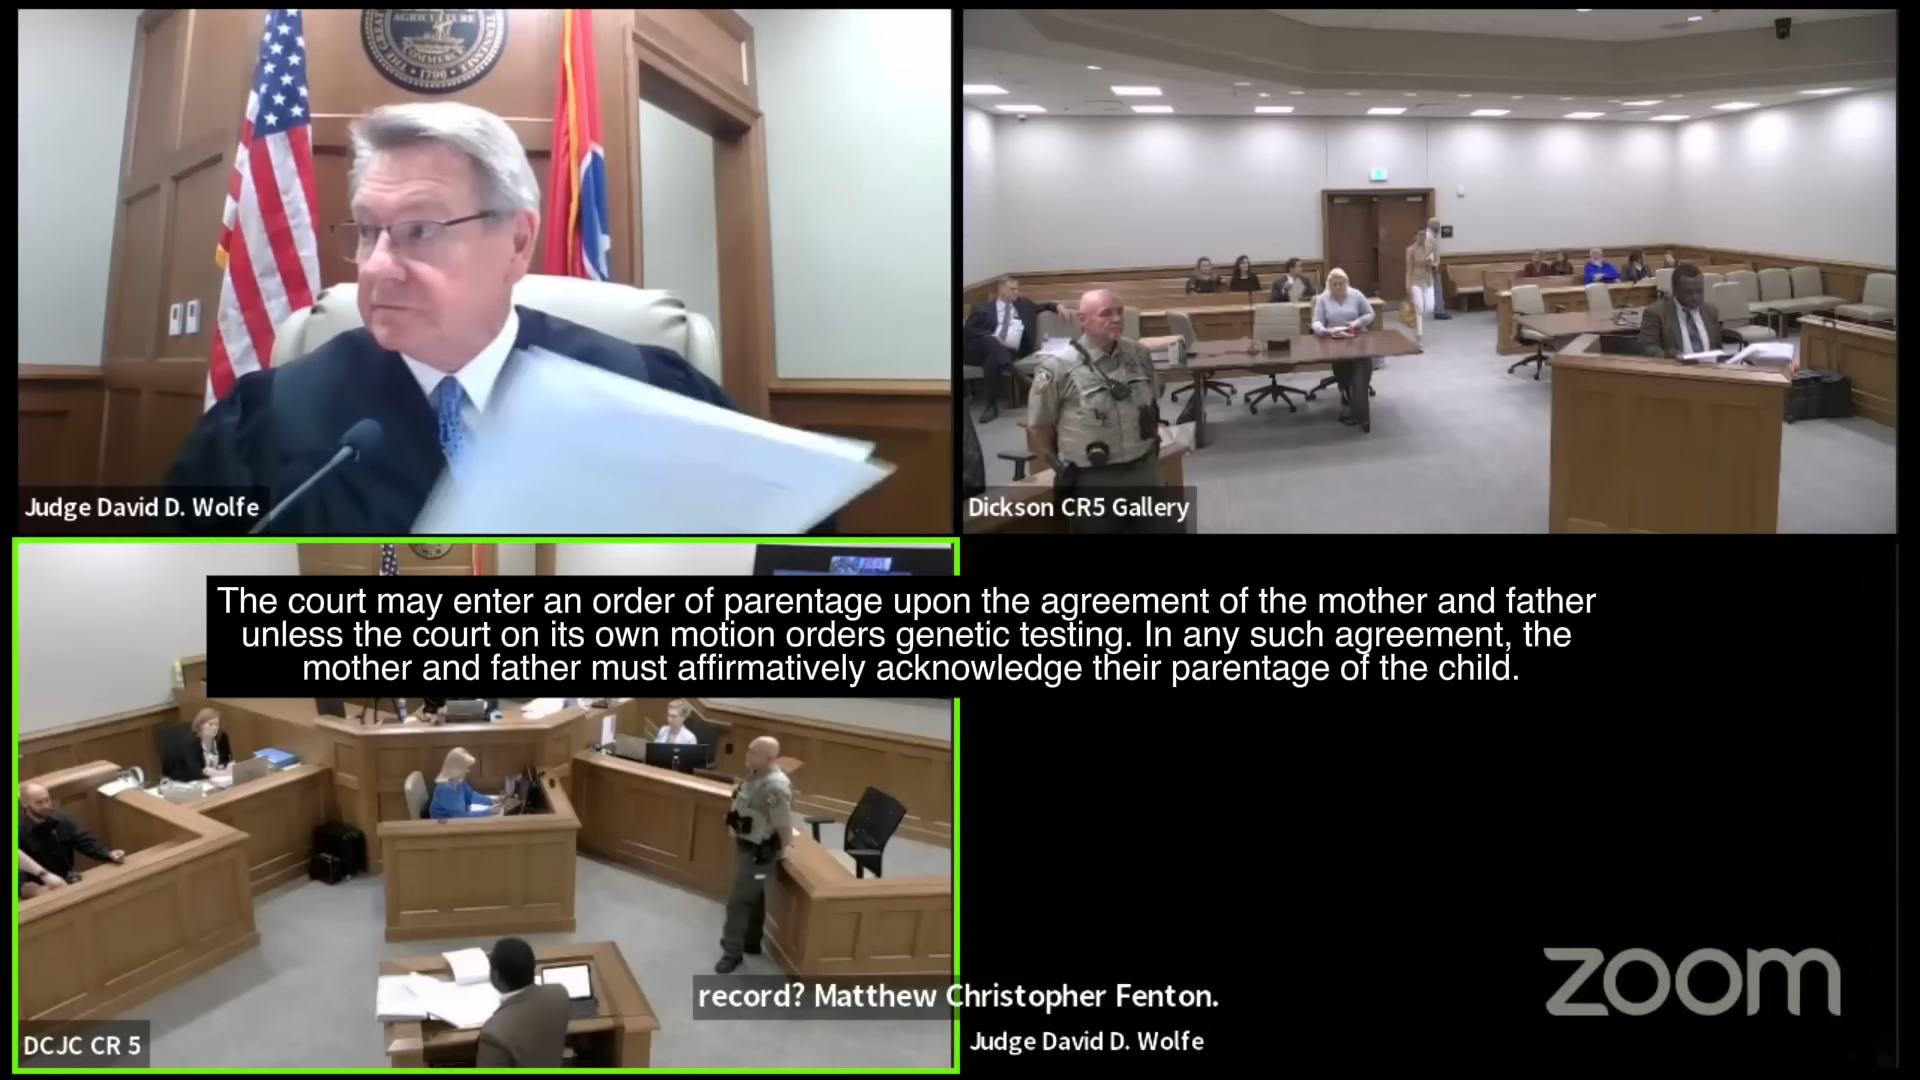 AGRICULTURE
COMMERCE
1796
Judge David D. Wolfe
Dickson CR5 Gallery
The court may enter an order of parentage upon the agreement of the mother and father
unless the court on its own motion orders genetic testing. In any such agreement, the
mother and father must affirmatively acknowledge their parentage of the child.
record? Matthew Christopher Fenton.
zoom
DCJC CR 5
Judge David D. Wolfe